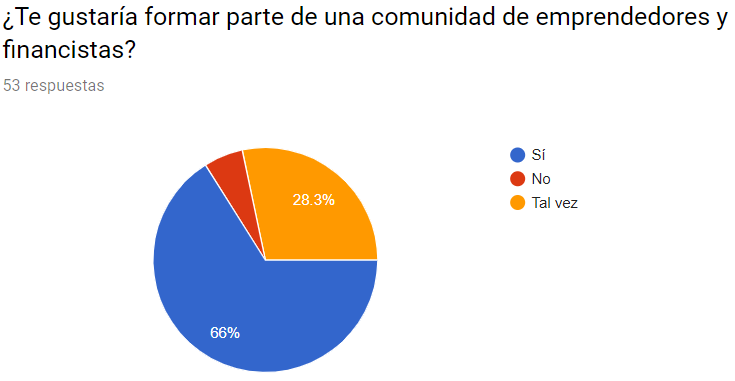 ¿Te gustaría formar parte de una comunidad de emprendedores y
financistas?
53 respuestas
28.3%
66%
Sí
No
Tal vez